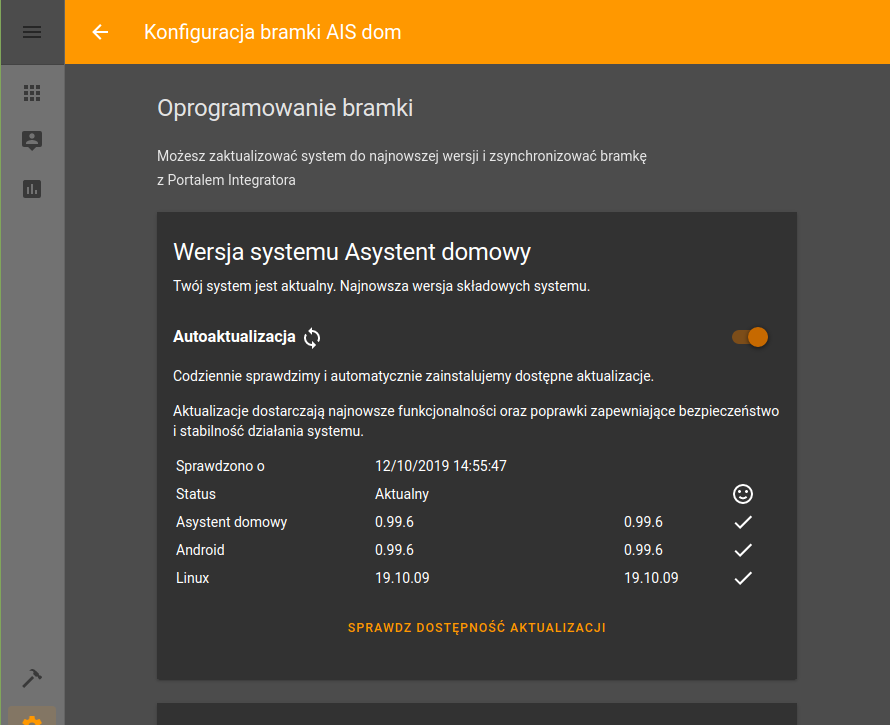 Konfiguracja bramki AIS dom
Oprogramowanie bramki
Możesz zaktualizować system do najnowszej wersji i zsynchronizować bramkę
z Portalem Integratora
Wersja systemu Asystent domowy
Twój system jest aktualny. Najnowsza wersja składowych systemu.
Autoaktualizacja
Codziennie sprawdzimy i automatycznie zainstalujemy dostępne aktualizacje.
Aktualizacje dostarczają najnowsze funkcjonalności oraz poprawki zapewniające bezpieczeństwo
i stabilność działania systemu.
Sprawdzono o 12/10/2019 14:55:47
Status Aktualny
Asystent domowy 0.99.6 0.99.6
Android 0.99.6 0.99.6
Linux 19.10.09 19.10.09
SPRAWDZ DOSTĘPNOŚĆ AKTUALIZACJI